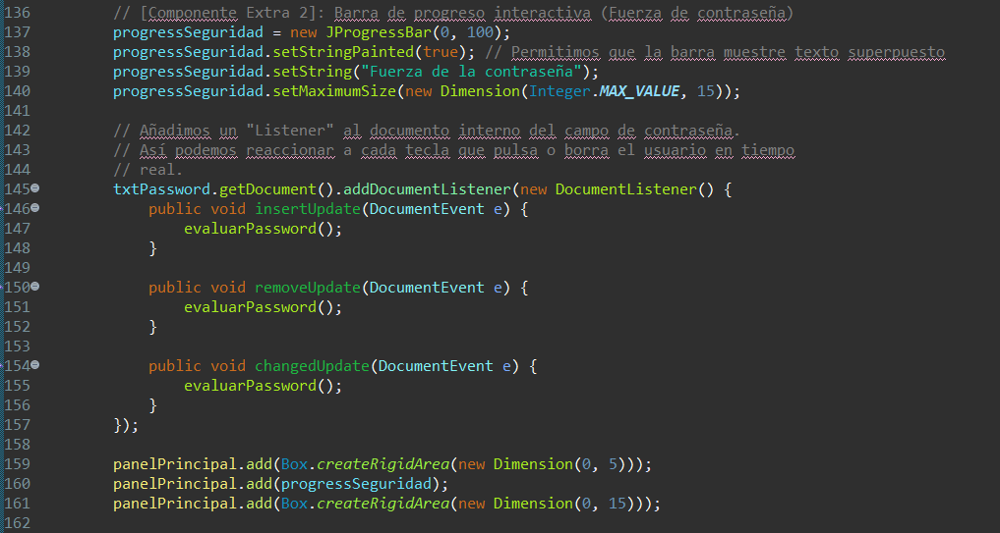 136 // [Componente Extra 2]: Barra de progreso interactiva (Fuerza de contraseña)
137 progressSeguridad = new JProgressBar(0, 100);
138 progressSeguridad.setStringPainted(true); // Permitimos que la barra muestre texto superpuesto
139 progressSeguridad.setString("Fuerza de la contraseña");
140 progressSeguridad.setMaximumSize(new Dimension(Integer.MAX_VALUE, 15));
141
142 // Añadimos un "Listener" al documento interno del campo de contraseña.
143 // Así podemos reaccionar a cada tecla que pulsa o borra el usuario en tiempo
144 // real.
145 txtPassword.getDocument().addDocumentListener(new DocumentListener() {
146 public void insertUpdate(DocumentEvent e) {
147 evaluarPassword();
148 }
149
150 public void removeUpdate(DocumentEvent e) {
151 evaluarPassword();
152 }
153
154 public void changedUpdate(DocumentEvent e) {
155 evaluarPassword();
156 }
157 });
158
159 panelPrincipal.add(Box.createRigidArea(new Dimension(0, 5)));
160 panelPrincipal.add(progressSeguridad);
161 panelPrincipal.add(Box.createRigidArea(new Dimension(0, 15)));
162